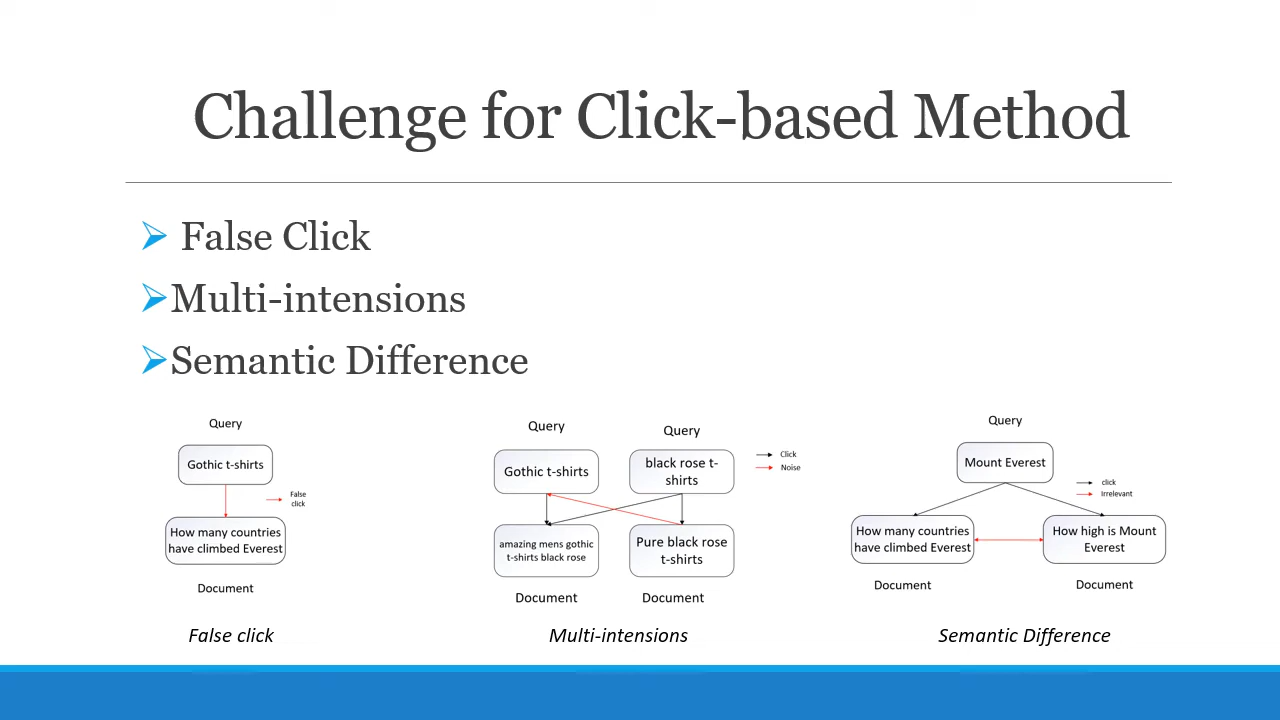 Challenge for Click-based Method
False Click
Multi-intensions
Semantic Difference
Query
Gothic t-shirts
False
click
How many countries
have climbed Everest
Document
False click
Query
Query
Gothic t-shirts
black rose t-
shirts
Click
Noise
amazing mens gothic
t-shirts black rose
Pure black rose
t-shirts
Document
Document
Multi-intensions
Query
Mount Everest
click
Irrelevant
How many countries
have climbed Everest
How high is Mount
Everest
Document
Document
Semantic Difference